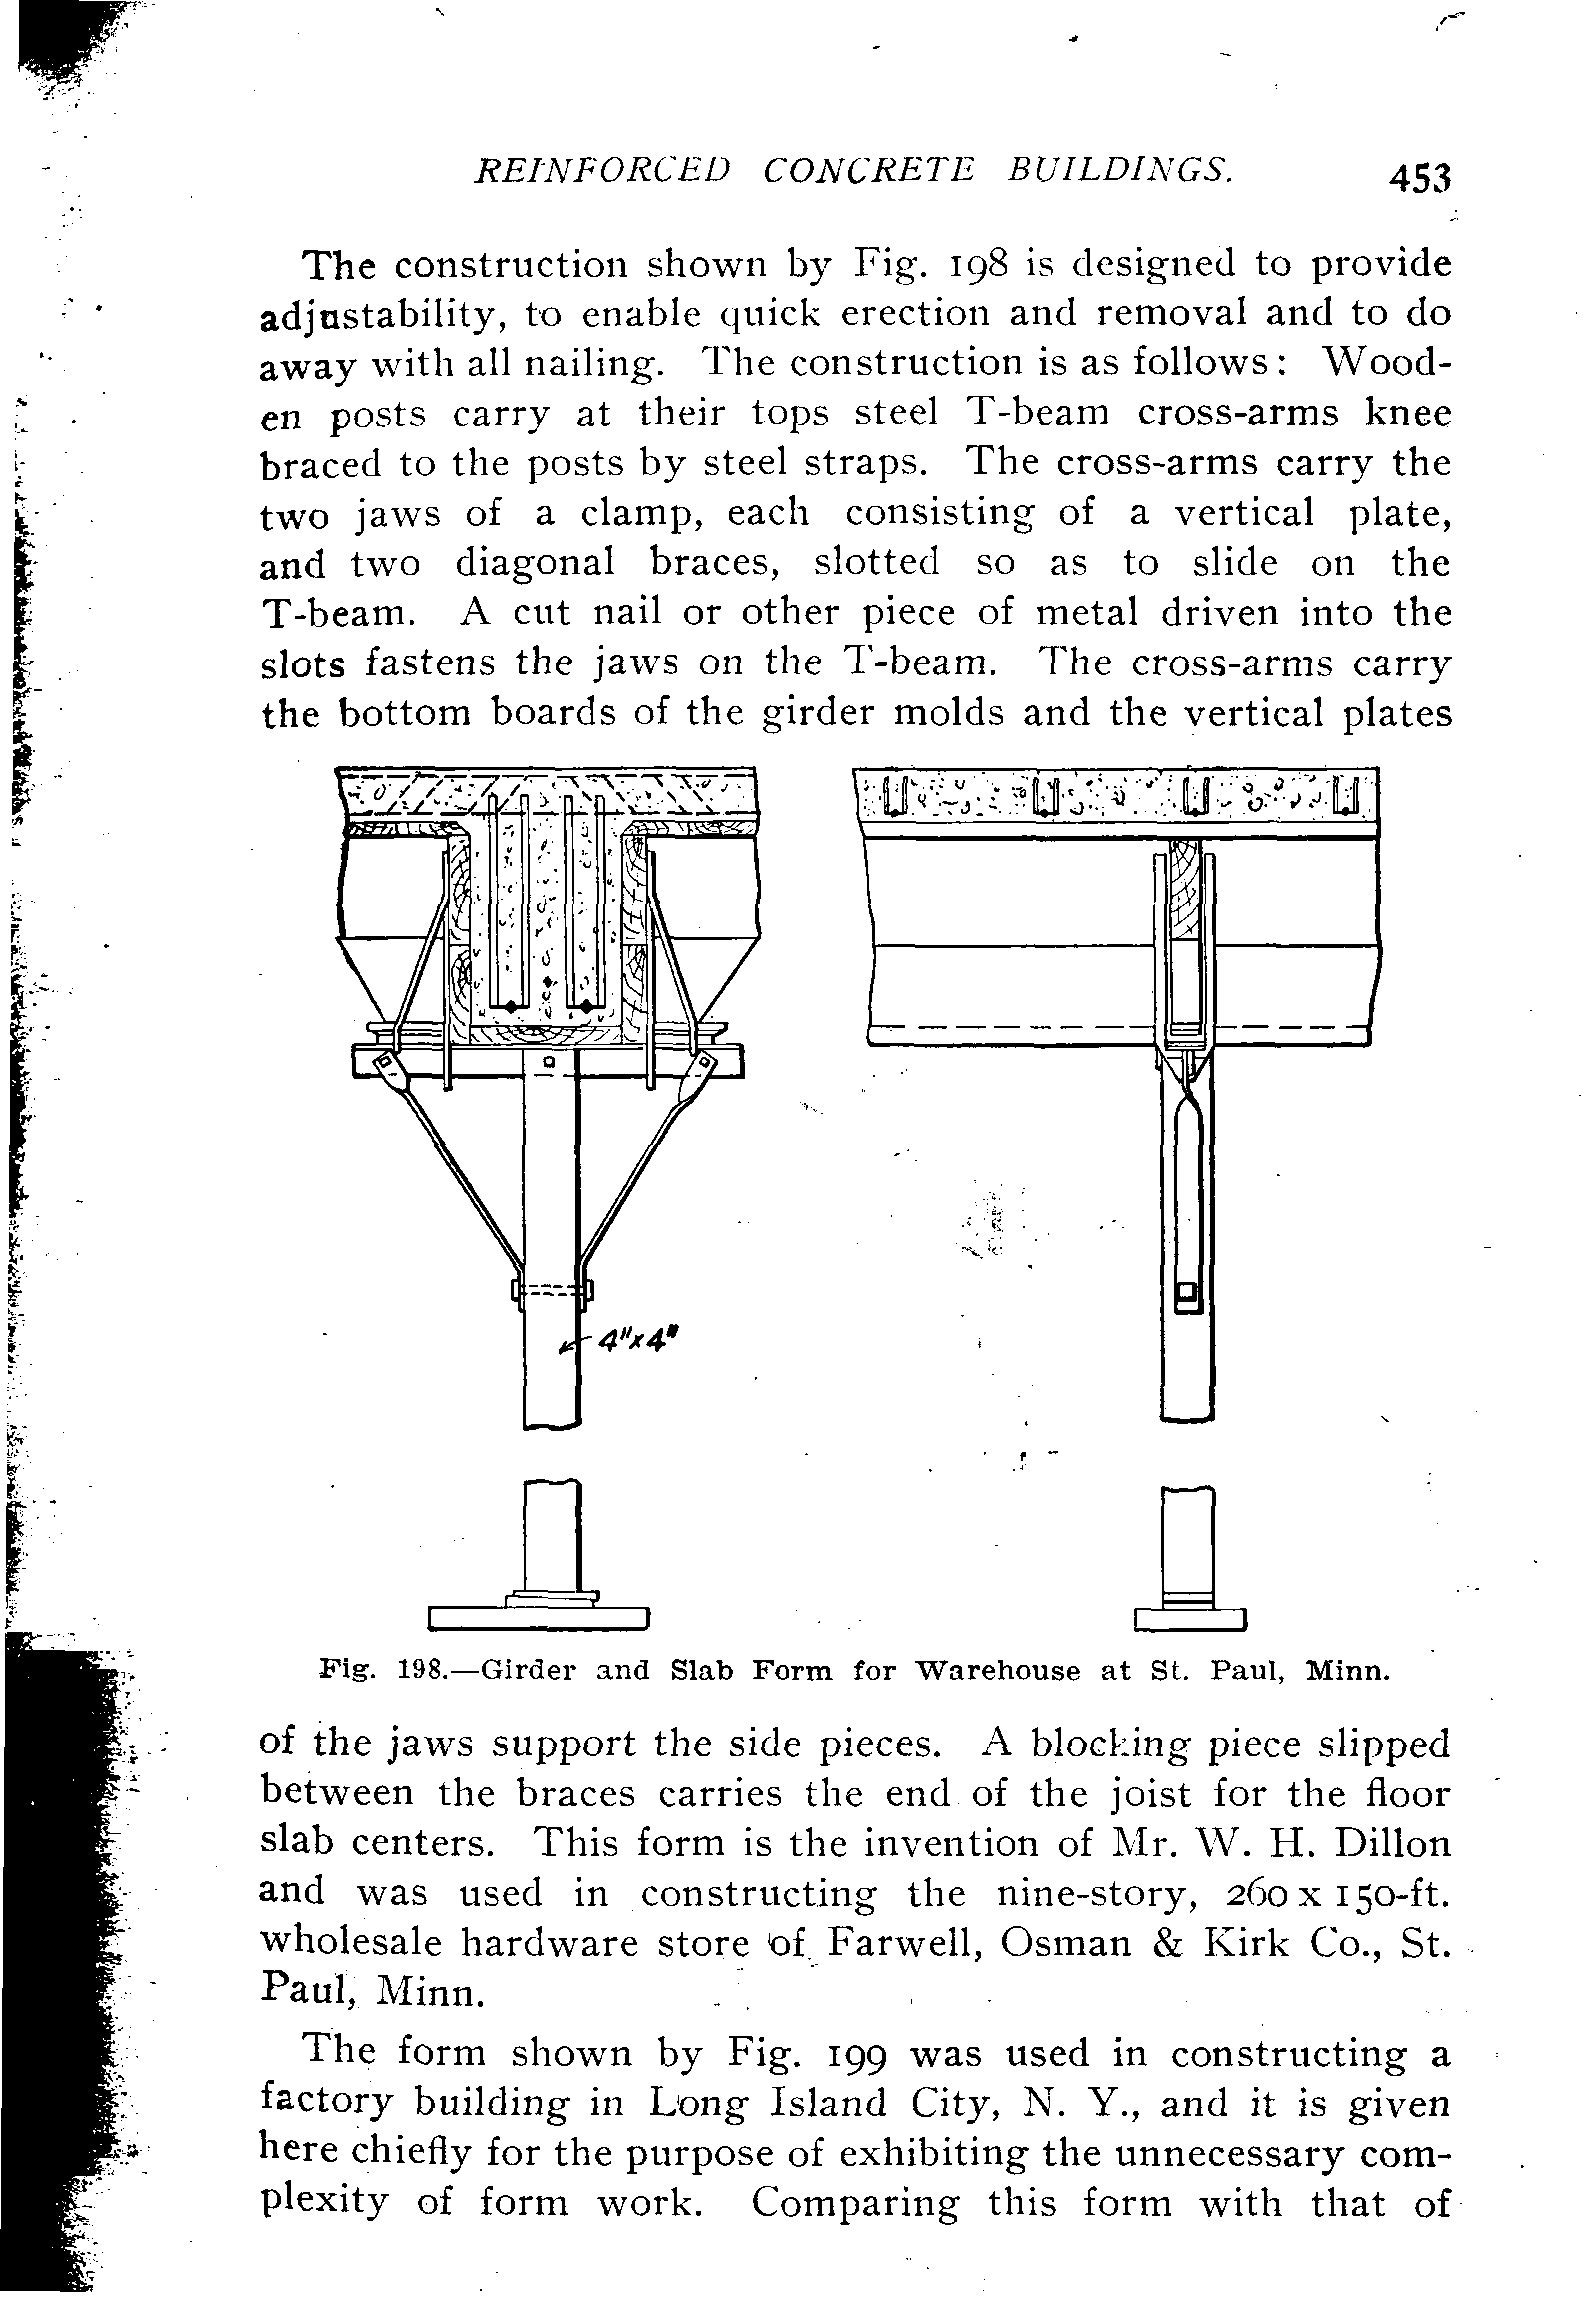 REINFORCED CONCRETE BUILDINGS. 453
The construction shown by Fig. 198 is designed to provide
adjustability, to enable quick erection and removal and to do
away with all nailing. The construction is as follows: Wood-
en posts carry at their tops steel T-beam cross-arms knee
braced to the posts by steel straps. The cross-arms carry the
two jaws of a clamp, each consisting of a vertical plate,
and two diagonal braces, slotted so as to slide on the
T-beam. A cut nail or other piece of metal driven into the
slots fastens the jaws on the T-beam. The cross-arms carry
the bottom boards of the girder molds and the vertical plates
4"x4"
Fig. 198.—Girder and Slab Form for Warehouse at St. Paul, Minn.
of the jaws support the side pieces. A blocking piece slipped
between the braces carries the end of the joist for the floor
slab centers. This form is the invention of Mr. W. H. Dillon
and was used in constructing the nine-story, 260 x 150-ft.
wholesale hardware store of Farwell, Osman & Kirk Co., St.
Paul, Minn.
The form shown by Fig. 199 was used in constructing a
factory building in Long Island City, N. Y., and it is given
here chiefly for the purpose of exhibiting the unnecessary com-
plexity of form work. Comparing this form with that of